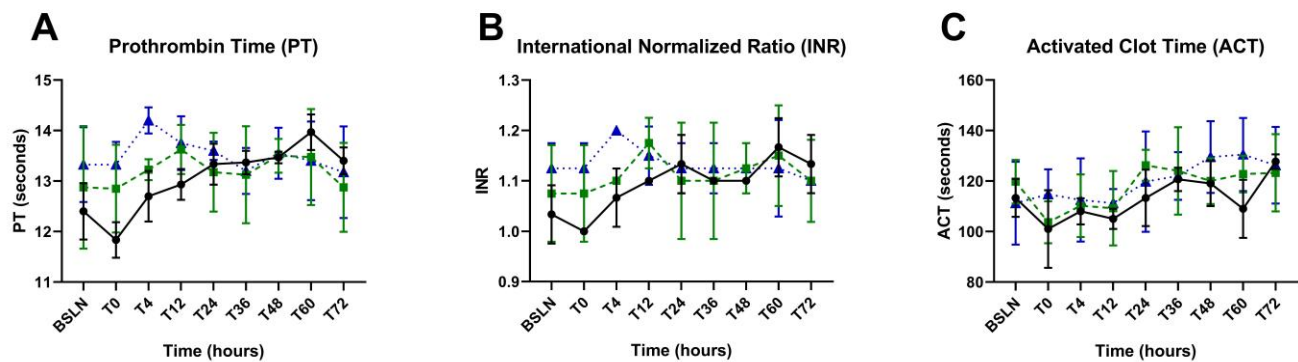 A
Prothrombin Time (PT)
15
14
13
12
11
PT (seconds)
BSLN
T0
T4
T12
T24
T36
T48
T60
T72
Time (hours)
B
International Normalized Ratio (INR)
1.3
1.2
1.1
1.0
0.9
INR
BSLN
T0
T4
T12
T24
T36
T48
T60
T72
Time (hours)
C
Activated Clot Time (ACT)
160
140
120
100
80
ACT (seconds)
BSLN
T0
T4
T12
T24
T36
T48
T60
T72
Time (hours)